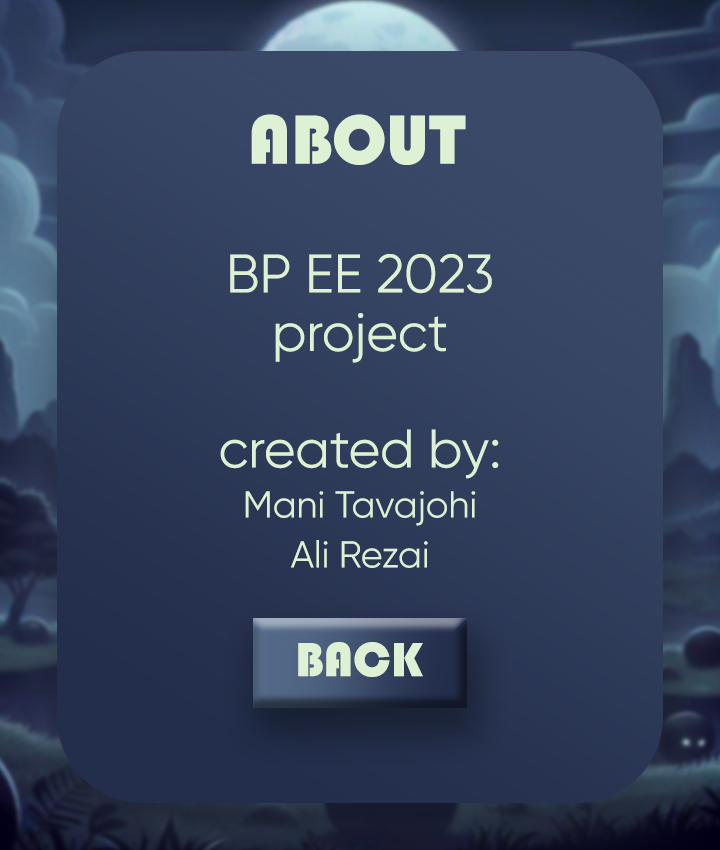 ABOUT
BP EE 2023
project
created by:
Mani Tavajohi
Ali Rezai
BACK